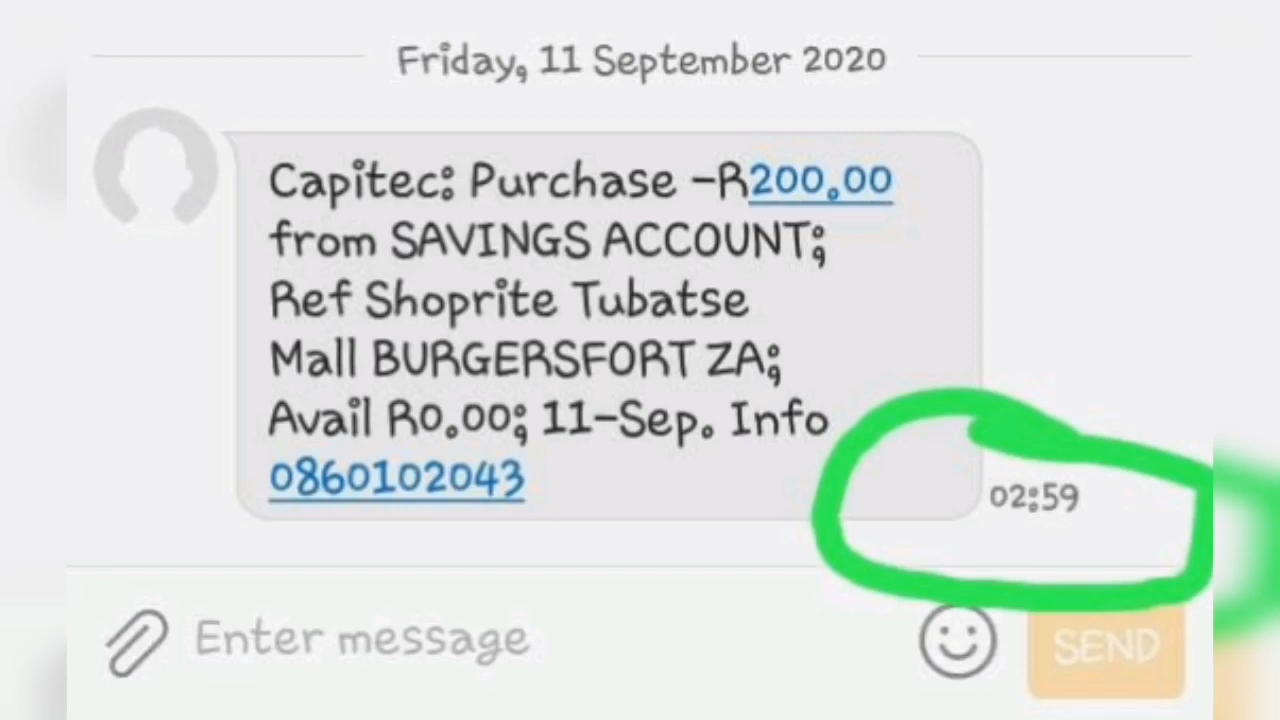 Friday, 11 September 2020
Capitec: Purchase -R200.00
from SAVINGS ACCOUNT;
Ref Shoprite Tubatse
Mall BURGERSFORT ZA;
Avail R0.00; 11-Sep. Info
0860102043
02:59
Enter message
SEND